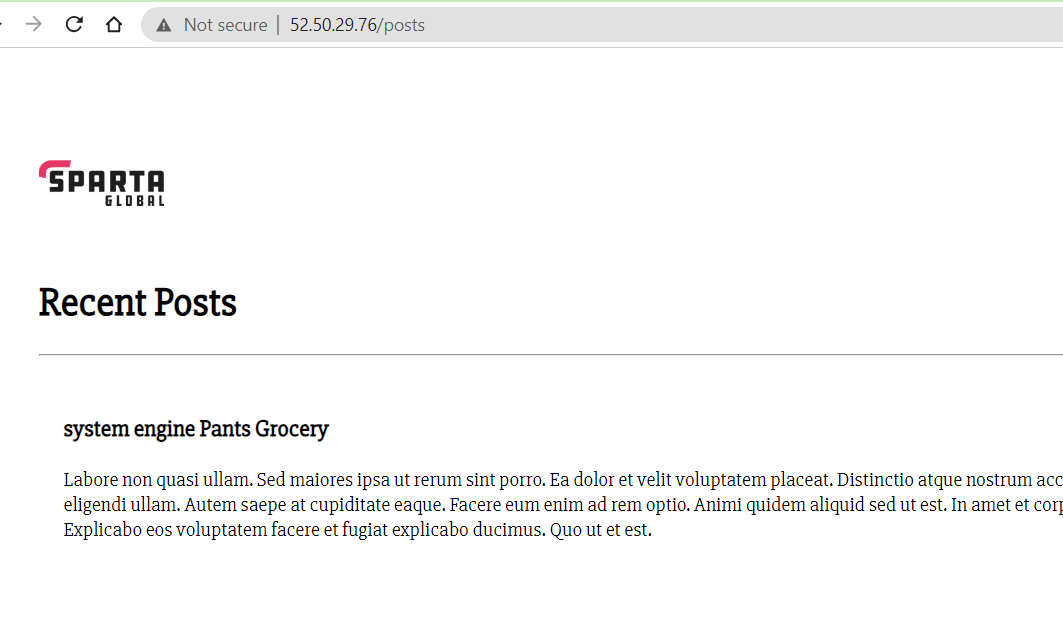 Not secure | 52.50.29.76/posts
SPARTA
GLOBAL
Recent Posts
system engine Pants Grocery
Labore non quasi ullam. Sed maiores ipsa ut rerum sint porro. Ea dolor et velit voluptatem placeat. Distinctio atque nostrum acc
eligendi ullam. Autem saepe at cupiditate eaque. Facere eum enim ad rem optio. Animi quidem aliquid sed ut est. In amet et corp
Explicabo eos voluptatem facere et fugiat explicabo ducimus. Quo ut et est.